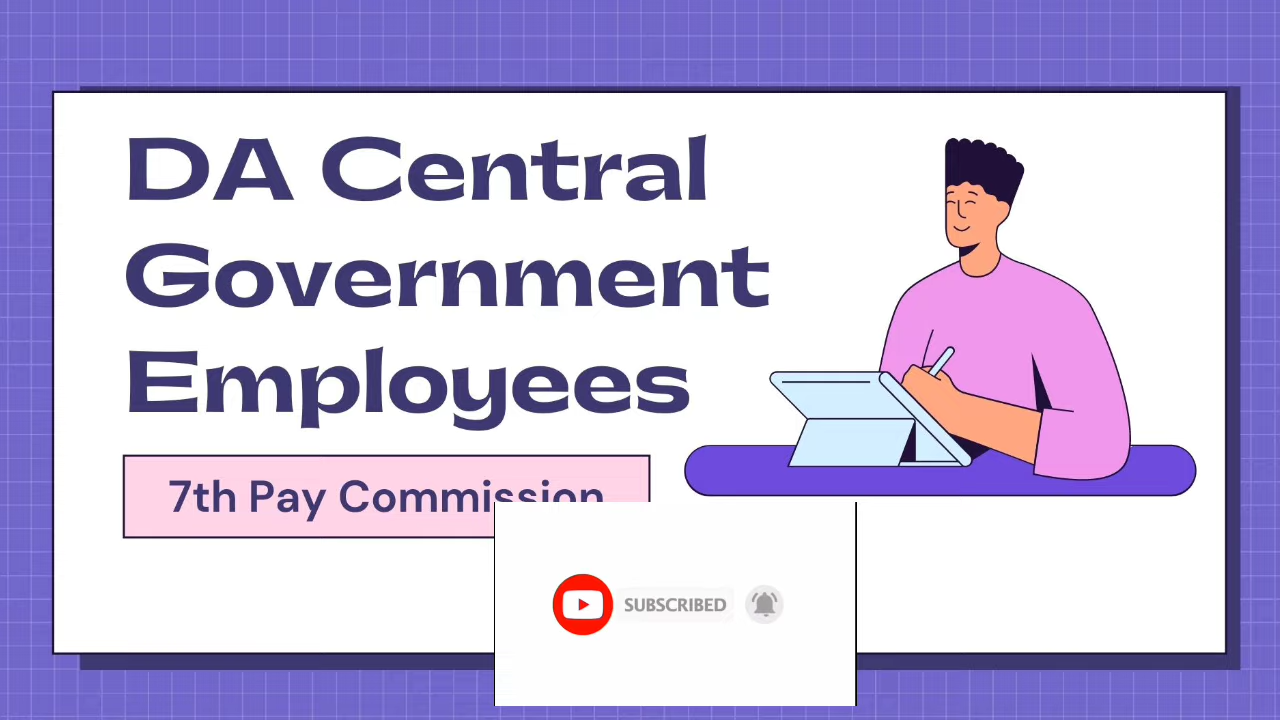 DA Central
Government
Employees
7th Pay Commission
SUBSCRIBED